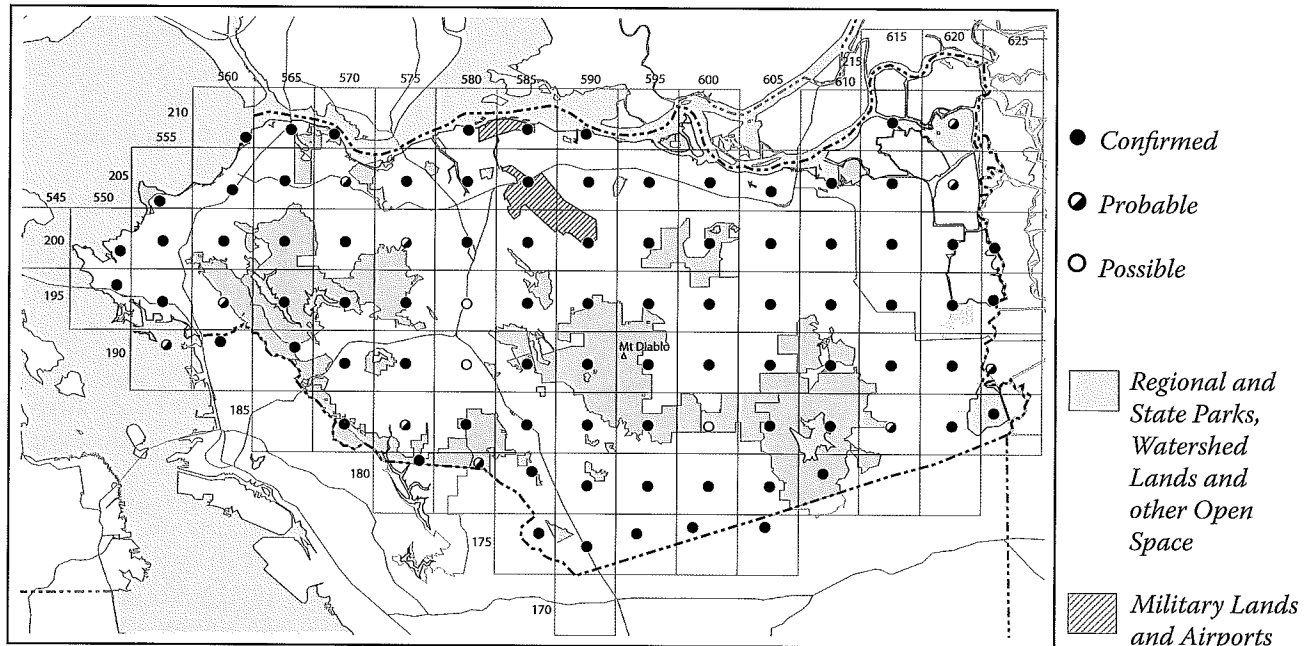 615
620
625
215
610
560
565
570
575
580
585
590
595
600
605
210
555
205
545
550
200
195
190
Mt Diablo
185
180
175
170
Confirmed
Probable
Possible
Regional and
State Parks,
Watershed
Lands and
other Open
Space
Military Lands
and Airports